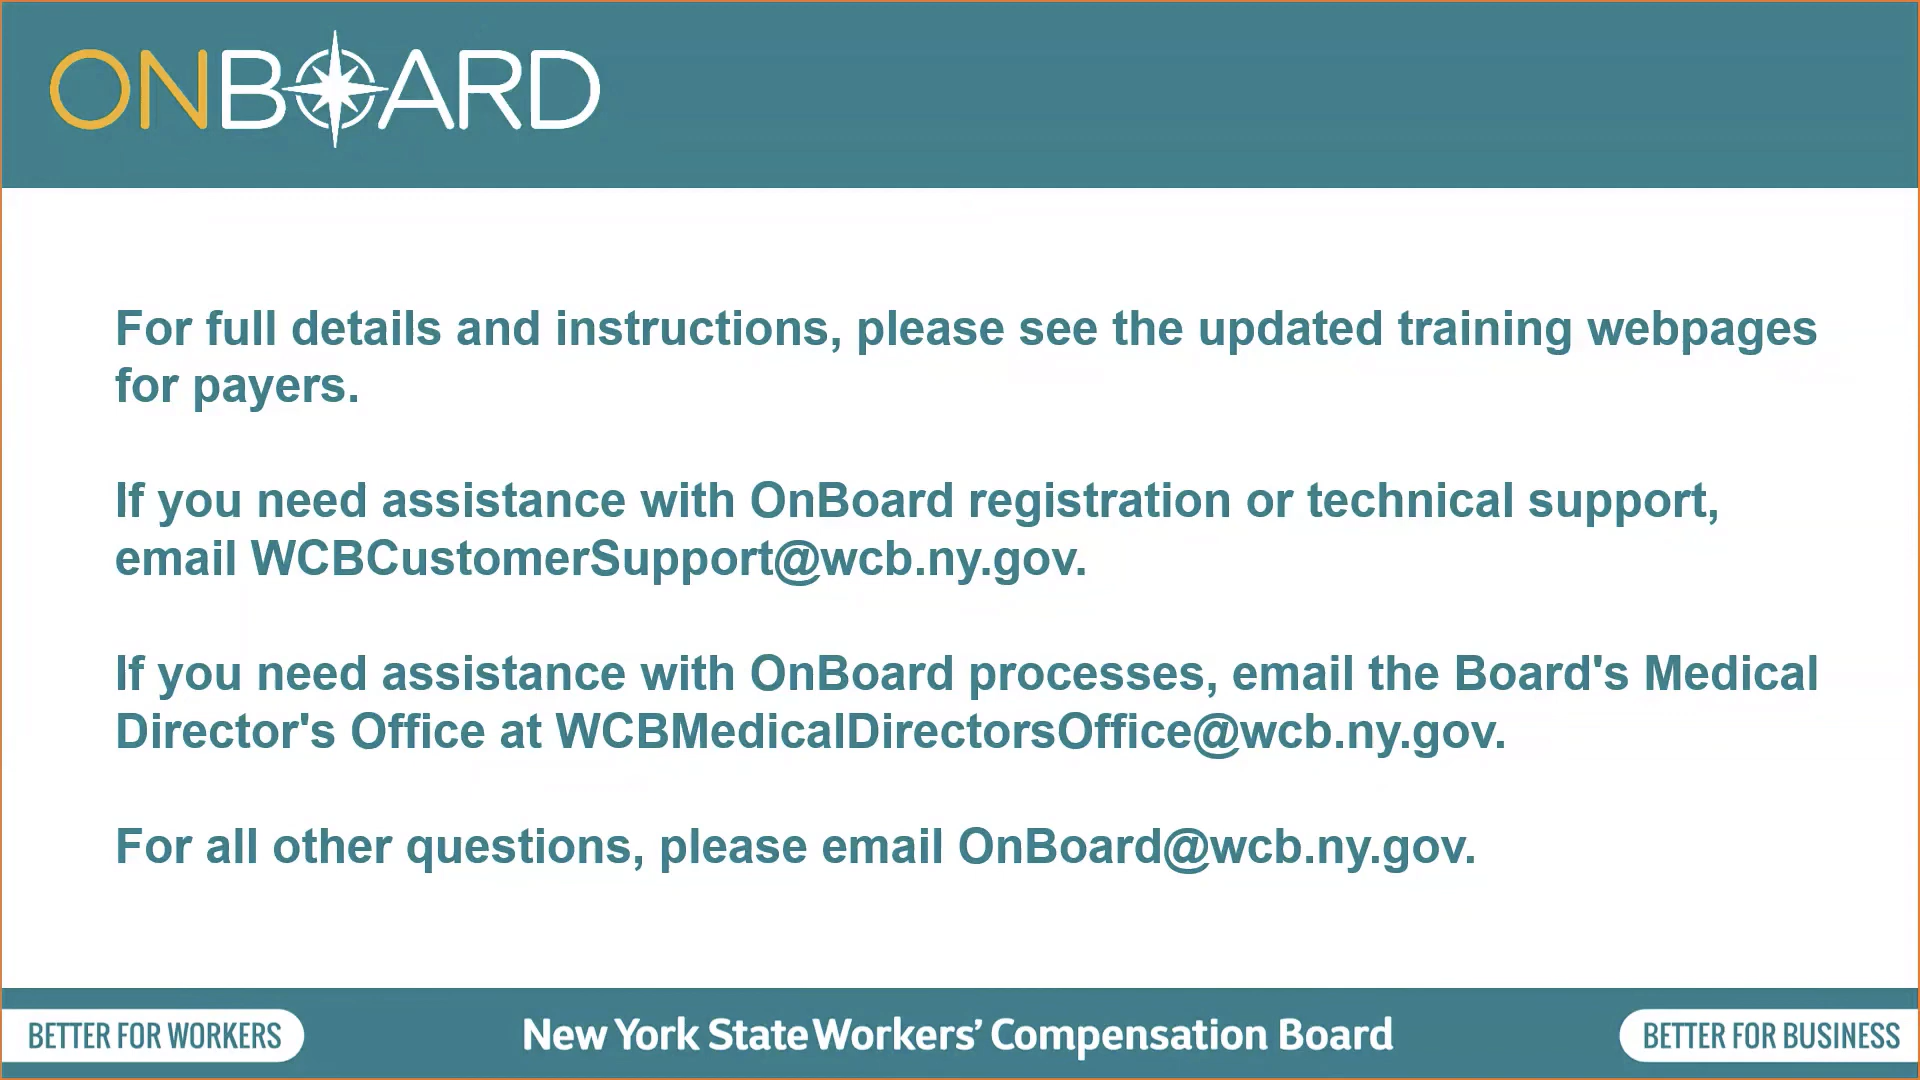 ONBOARD
For full details and instructions, please see the updated training webpages
for payers.
If you need assistance with OnBoard registration or technical support,
email WCBCustomerSupport@wcb.ny.gov.
If you need assistance with OnBoard processes, email the Board's Medical
Director's Office at WCBMedicalDirectorsOffice@wcb.ny.gov.
For all other questions, please email OnBoard@wcb.ny.gov.
BETTER FOR WORKERS
New York State Workers’ Compensation Board
BETTER FOR BUSINESS